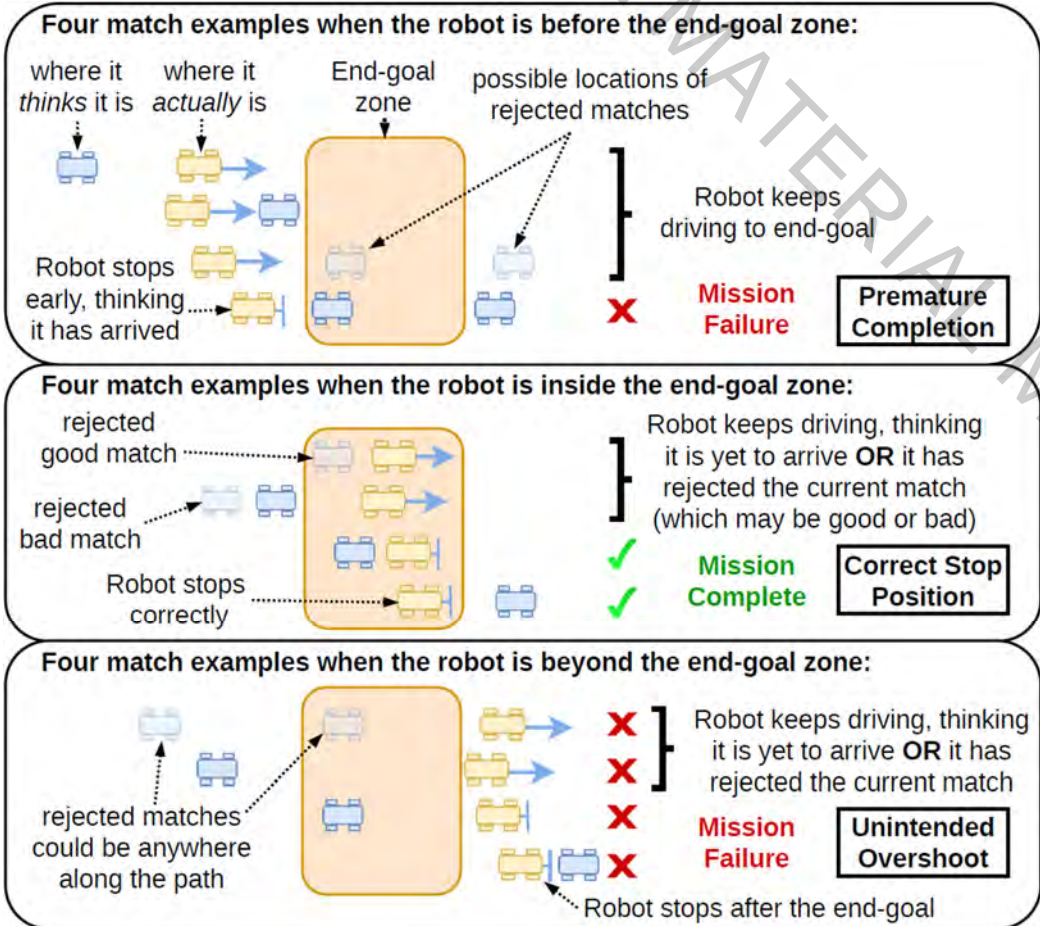 Four match examples when the robot is before the end-goal zone:
where it
thinks it is
where it
actually is
End-goal
zone
possible locations of
rejected matches
Robot keeps
driving to end-goal
Robot stops
early, thinking
it has arrived
Mission
Failure
Premature
Completion
Four match examples when the robot is inside the end-goal zone:
rejected
good match
rejected
bad match
Robot stops
correctly
Robot keeps driving, thinking
it is yet to arrive OR it has
rejected the current match
(which may be good or bad)
Mission
Complete
Correct Stop
Position
Four match examples when the robot is beyond the end-goal zone:
rejected matches
could be anywhere
along the path
Robot keeps driving, thinking
it is yet to arrive OR it has
rejected the current match
Mission
Failure
Unintended
Overshoot
Robot stops after the end-goal
MATERIAL